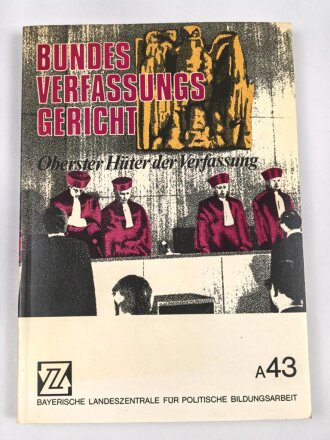 BUNDES
VERFASSUNGS
GERICHT
Oberster Hüter der Verfassung
A43
BAYERISCHE LANDESZENTRALE FÜR POLITISCHE BILDUNGSARBEIT